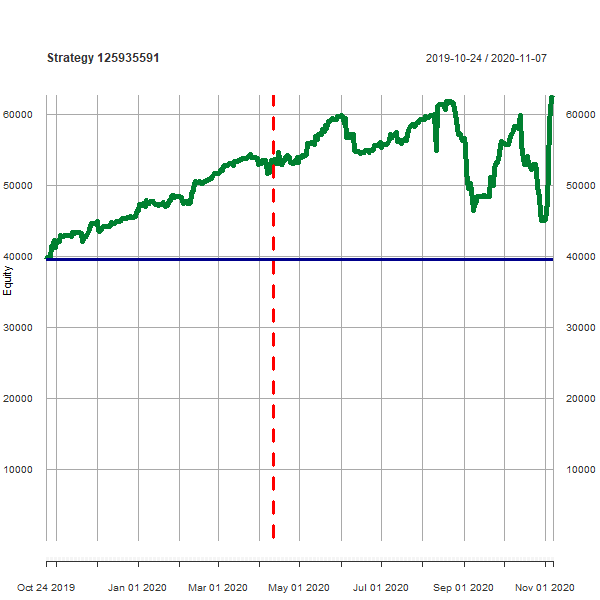 Strategy 125935591
2019-10-24 / 2020-11-07
60000
60000
50000
50000
40000
40000
Equity
30000
30000
20000
20000
10000
10000
Oct 24 2019
Jan 01 2020
Mar 01 2020
May 01 2020
Jul 01 2020
Sep 01 2020
Nov 01 2020